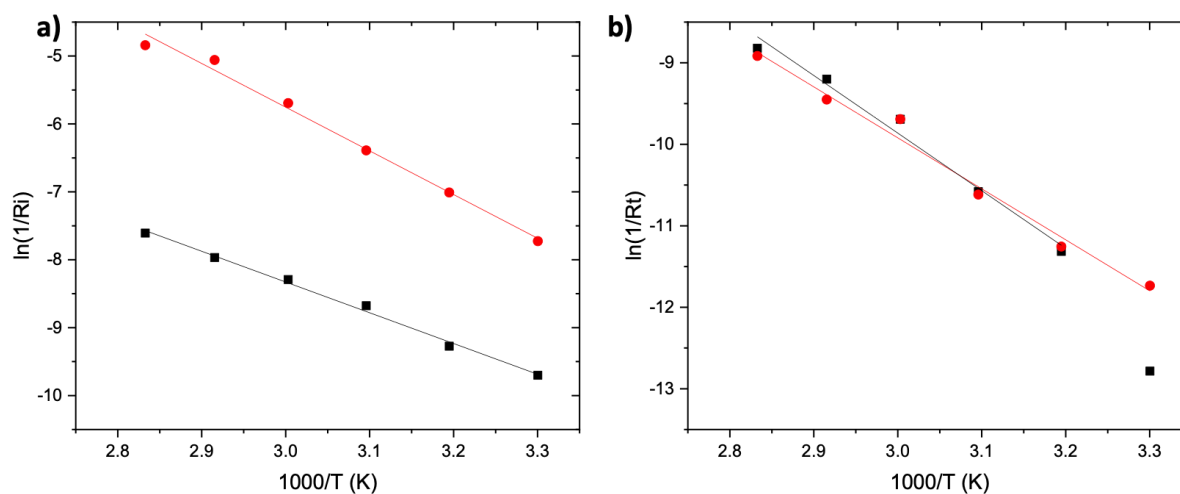 a)
-5
-6
-7
-8
-9
-10
2.8 2.9 3.0 3.1 3.2 3.3
ln(1/Ri)
1000/T (K)
b)
-9
-10
-11
-12
-13
2.8 2.9 3.0 3.1 3.2 3.3
ln(1/Rt)
1000/T (K)